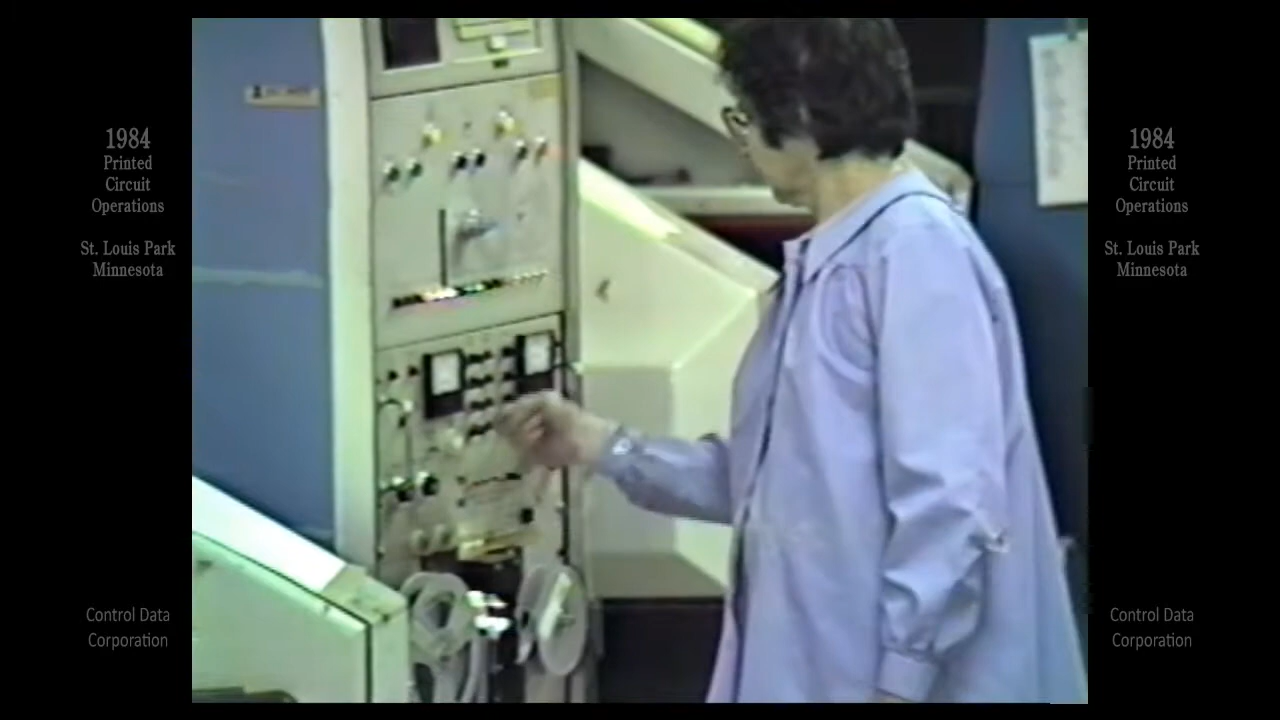 1984
Printed
Circuit
Operations
St. Louis Park
Minnesota
Control Data
Corporation
1984
Printed
Circuit
Operations
St. Louis Park
Minnesota
Control Data
Corporation